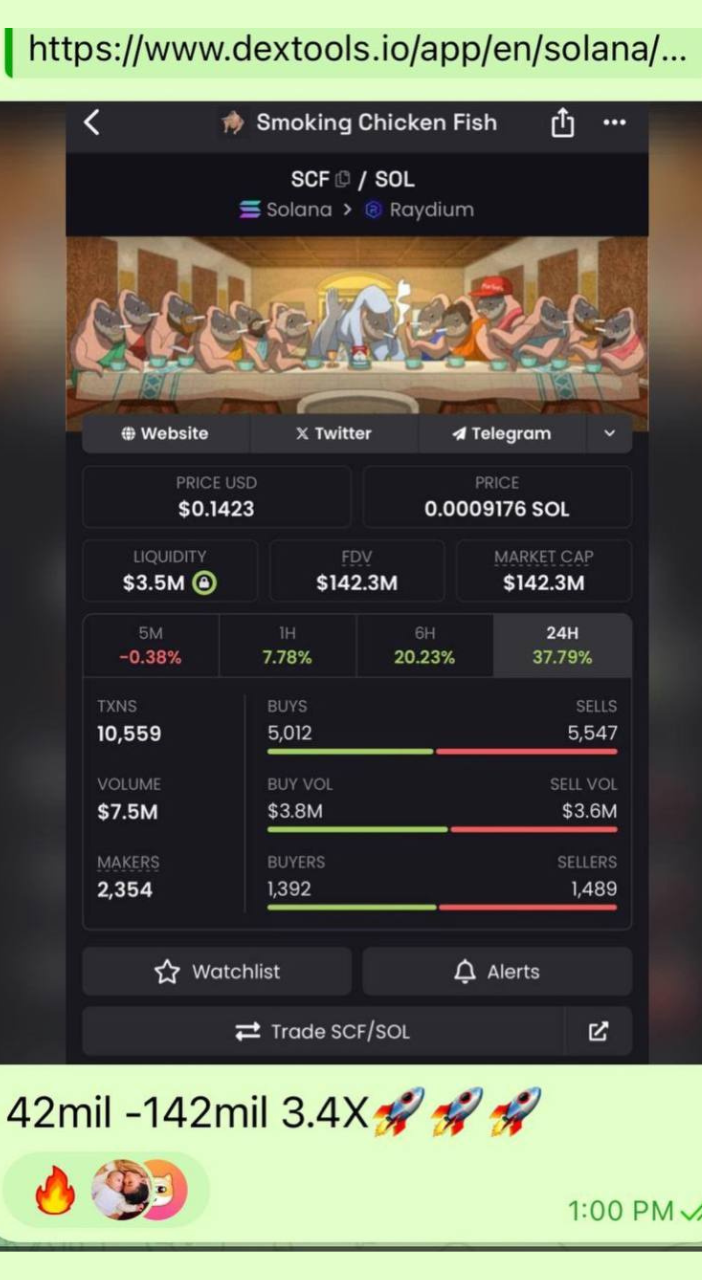 https://www.dextools.io/app/en/solana/...
Smoking Chicken Fish
SCF / SOL
Solana > Raydium
Website
X Twitter
Telegram
PRICE USD
$0.1423
PRICE
0.0009176 SOL
LIQUIDITY
$3.5M
FDV
$142.3M
MARKET CAP
$142.3M
5M
-0.38%
1H
7.78%
6H
20.23%
24H
37.79%
TXNS
10,559
BUYS
5,012
SELLS
5,547
VOLUME
$7.5M
BUY VOL
$3.8M
SELL VOL
$3.6M
MAKERS
2,354
BUYERS
1,392
SELLERS
1,489
Watchlist
Alerts
Trade SCF/SOL
42mil -142mil 3.4X🚀🚀🚀
1:00 PM